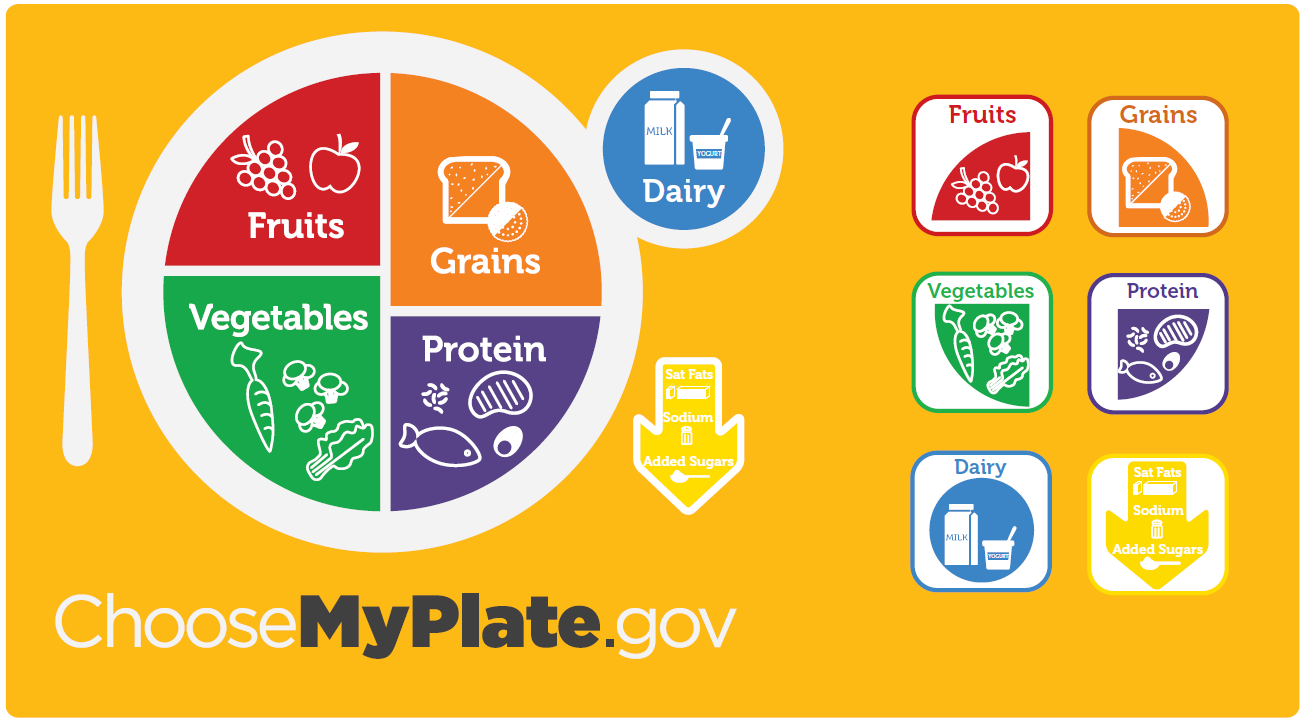 Fruits
Grains
MILK
YOGURT
Dairy
Vegetables
Protein
Sat Fats
Sodium
Added Sugars
ChooseMyPlate.gov
Fruits
Grains
Vegetables
Protein
Dairy
MILK
YOGURT
Sat Fats
Sodium
Added Sugars